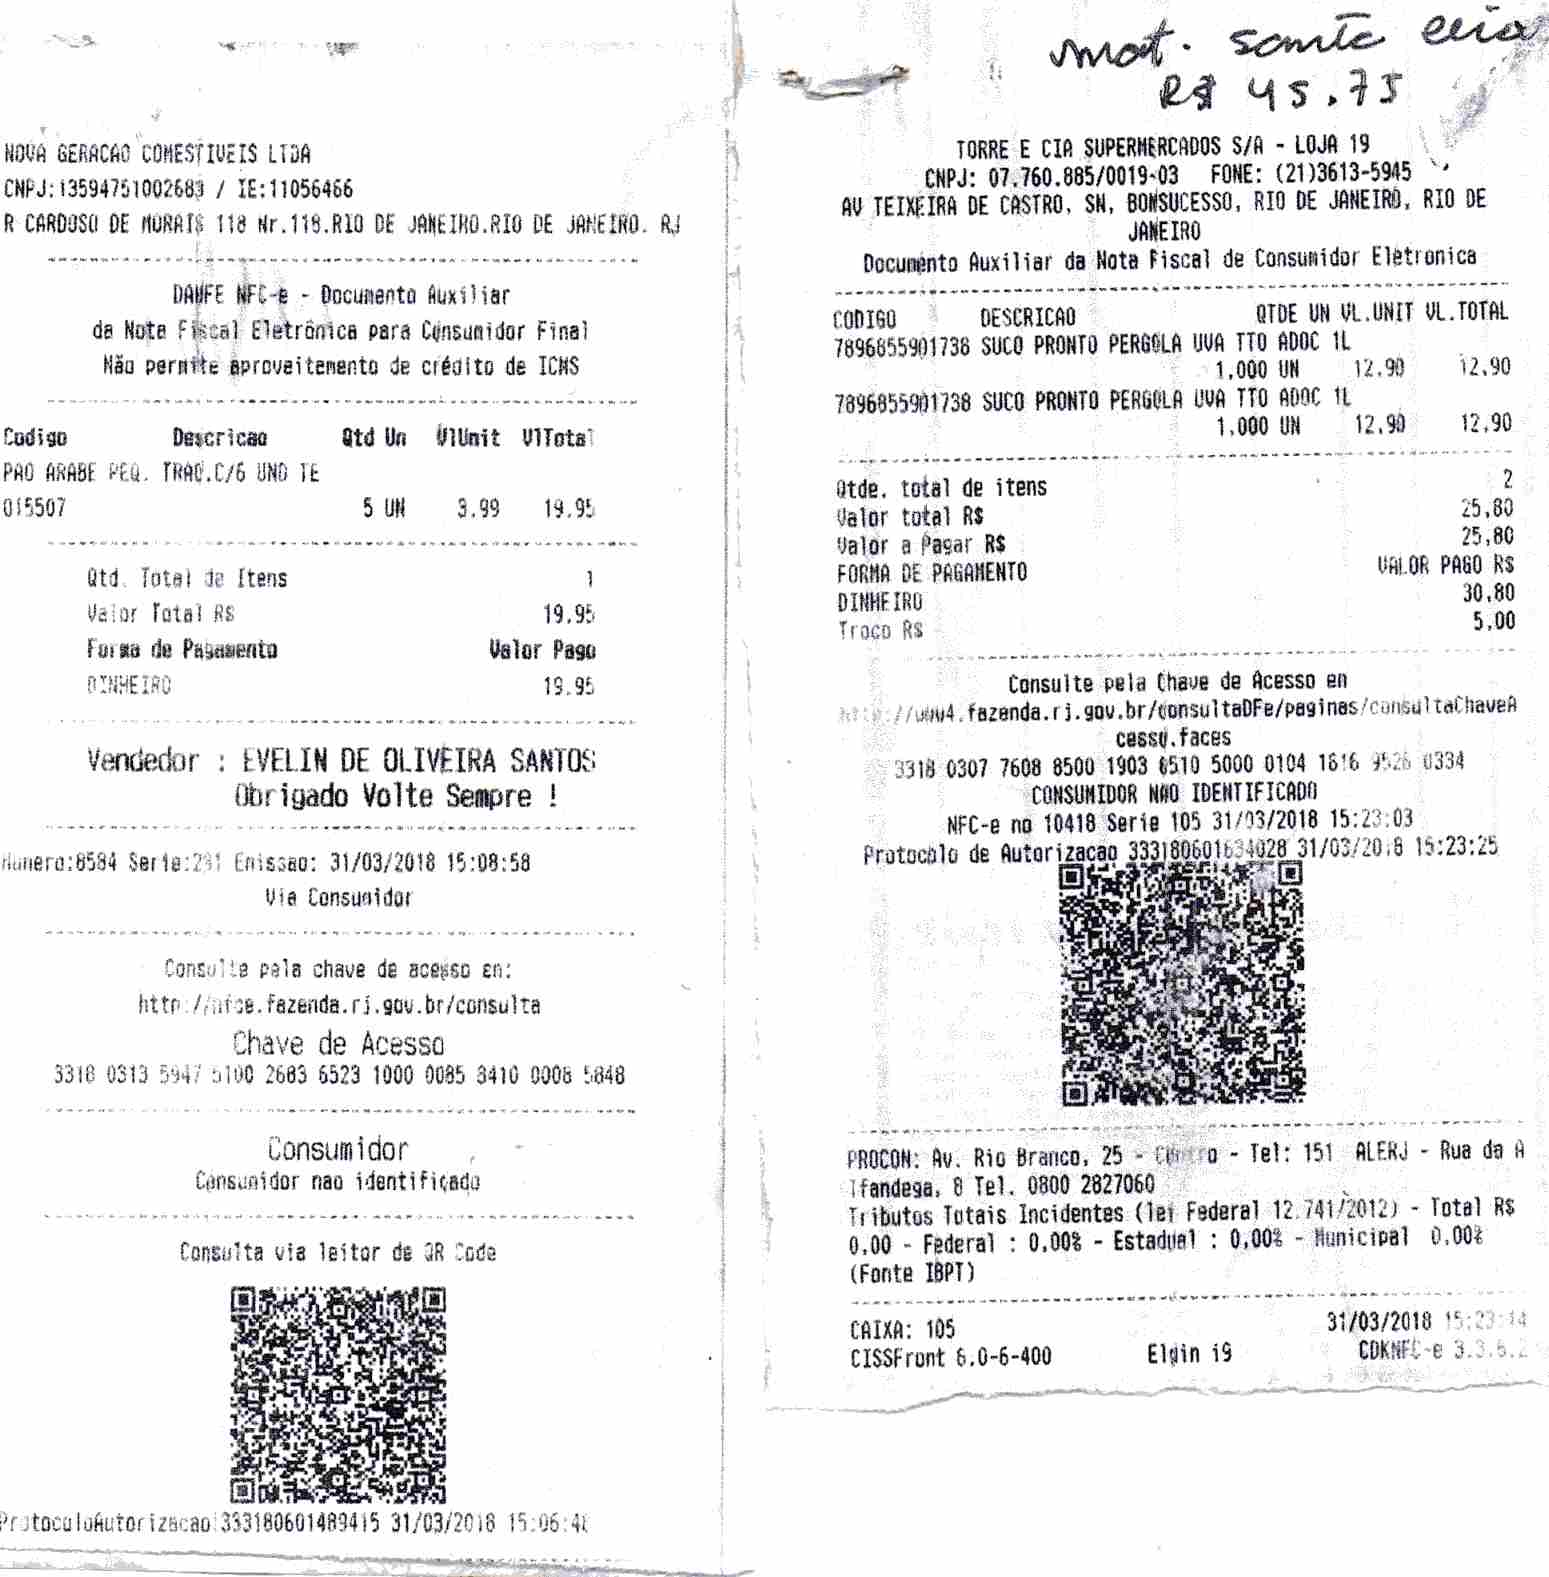 NOVA GERACAO COMESTIVEIS LTDA
CNPJ:13594751002683 / IE:11056466
R CARDOSO DE MORAIS 118 Nr.118.RIO DE JANEIRO.RIO DE JANEIRO. RJ
DANFE NFC-e - Documento Auxiliar
da Nota Fiscal Eletrônica para Consumidor Final
Não permite aproveitamento de crédito de ICMS
Codigo Descricao Qtd Un VlUnit VlTotal
PAO ARABE PEQ. TRAD.C/6 UND TE
015507 5 UN 3.99 19.95
Qtd. Total de Itens 1
Valor Total R$ 19.95
Forma de Pagamento Valor Pago
DINHEIRO 19.95
Vendedor : EVELIN DE OLIVEIRA SANTOS
Obrigado Volte Sempre !
Numero:8584 Serie:231 Emissao: 31/03/2018 15:08:58
Via Consumidor
Consulte pela chave de acesso em:
http://nfce.fazenda.rj.gov.br/consulta
Chave de Acesso
3318 0313 5947 5100 2683 6523 1000 0085 8410 0008 5848
Consumidor
Consumidor nao identificado
Consulta via leitor de QR Code
ProtocoloAutorizacao:333180601489415 31/03/2018 15:06:48
mat.
R$ 45.75
TORRE E CIA SUPERMERCADOS S/A - LOJA 19
CNPJ: 07.760.885/0019-03 FONE: (21)3613-5945
AV TEIXEIRA DE CASTRO, SN, BONSUCESSO, RIO DE JANEIRO, RIO DE
JANEIRO
Documento Auxiliar da Nota Fiscal de Consumidor Eletronica
CODIGO DESCRICAO QTDE UN VL.UNIT VL.TOTAL
7896855901738 SUCO PRONTO PERGOLA UVA TTO ADOC 1L
1,000 UN 12,90 12,90
7896855901738 SUCO PRONTO PERGOLA UVA TTO ADOC 1L
1,000 UN 12,90 12,90
Qtde. total de itens 2
Valor total R$ 25,80
Valor a Pagar R$ 25,80
FORMA DE PAGAMENTO VALOR PAGO R$
DINHEIRO 30,80
Troco R$ 5,00
Consulte pela Chave de Acesso em
http://www4.fazenda.rj.gov.br/consultaDFe/paginas/consultaChaveA
cesso.faces
3318 0307 7608 8500 1903 6510 5000 0104 1816 9526 0334
CONSUMIDOR NAO IDENTIFICADO
NFC-e no 10418 Serie 105 31/03/2018 15:23:03
Protocolo de Autorizacao 333180601634028 31/03/2018 15:23:25
PROCON: Av. Rio Branco, 25 - Centro - Tel: 151 ALERJ - Rua da A
lfandega, 8 Tel. 0800 2827060
Tributos Totais Incidentes (lei Federal 12.741/2012) - Total R$
0,00 - Federal : 0,00% - Estadual : 0,00% - Municipal 0,00%
(Fonte IBPT)
CAIXA: 105 31/03/2018 15:23:14
CISSFront 6.0-6-400 Elgin i9 CDKNFC-e 3.3.6.2